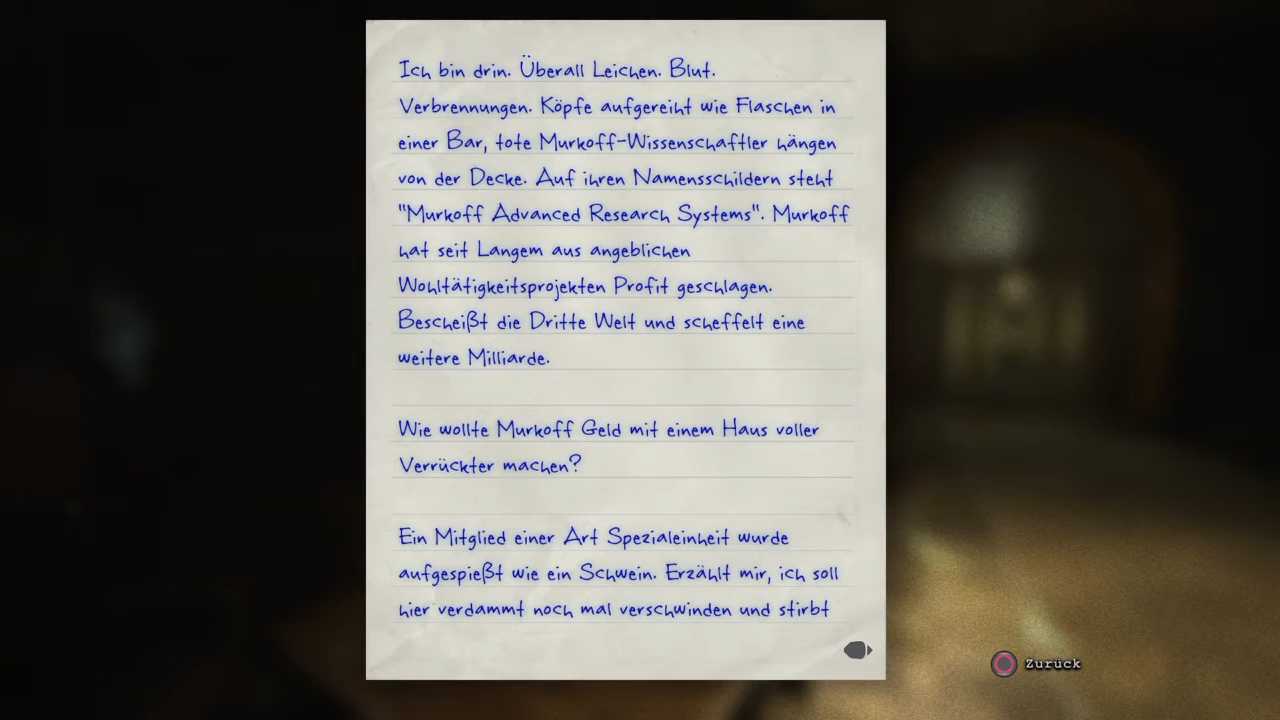 Ich bin drin. Überall Leichen. Blut.
Verbrennungen. Köpfe aufgereiht wie Flaschen in
einer Bar, tote Murkoff-Wissenschaftler hängen
von der Decke. Auf ihren Namensschildern steht
"Murkoff Advanced Research Systems". Murkoff
hat seit Langem aus angeblichen
Wohltätigkeitsprojekten Profit geschlagen.
Bescheißt die Dritte Welt und scheffelt eine
weitere Milliarde.
Wie wollte Murkoff Geld mit einem Haus voller
Verrückter machen?
Ein Mitglied einer Art Spezialeinheit wurde
aufgespießt wie ein Schwein. Erzählt mir, ich soll
hier verdammt noch mal verschwinden und stirbt
Zurück